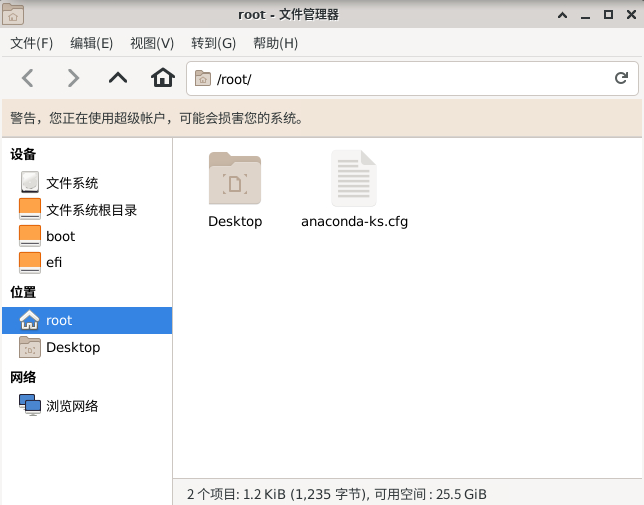 root - 文件管理器
文件(F) 编辑(E) 视图(V) 转到(G) 帮助(H)
/root/
警告，您正在使用超级帐户，可能会损害您的系统。
设备
文件系统
文件系统根目录
boot
efi
位置
root
Desktop
网络
浏览网络
Desktop
anaconda-ks.cfg
2 个项目: 1.2 KiB (1,235 字节), 可用空间 : 25.5 GiB